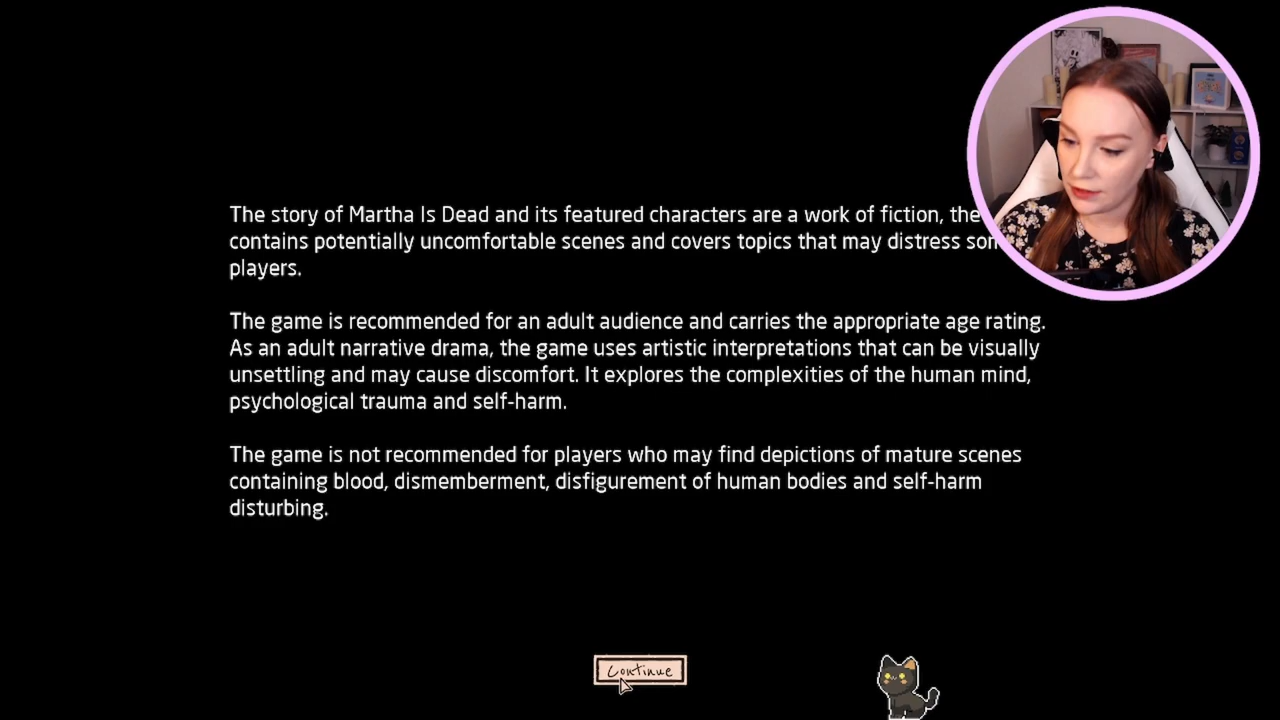 The story of Martha Is Dead and its featured characters are a work of fiction, the
contains potentially uncomfortable scenes and covers topics that may distress
players.
The game is recommended for an adult audience and carries the appropriate age rating.
As an adult narrative drama, the game uses artistic interpretations that can be visually
unsettling and may cause discomfort. It explores the complexities of the human mind,
psychological trauma and self-harm.
The game is not recommended for players who may find depictions of mature scenes
containing blood, dismemberment, disfigurement of human bodies and self-harm
disturbing.
Continue